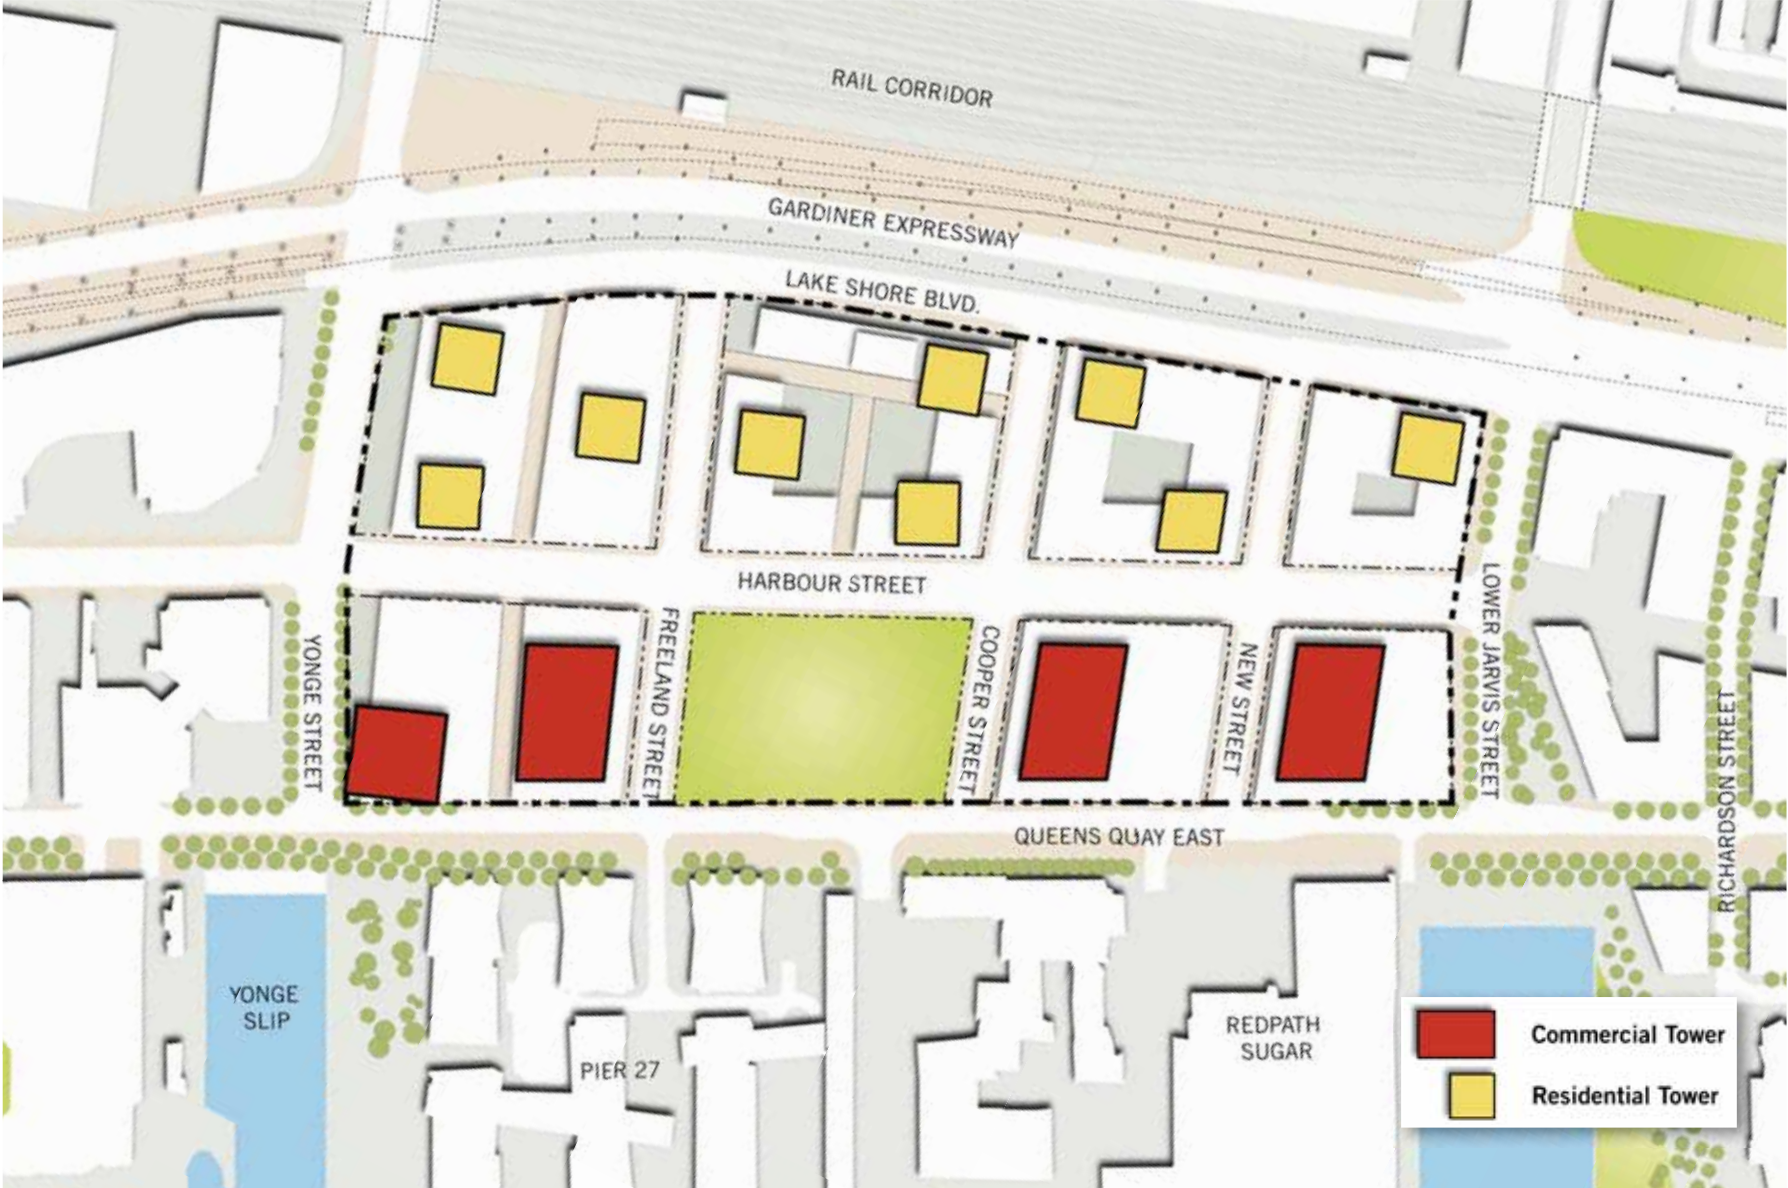 RAIL CORRIDOR
GARDINER EXPRESSWAY
LAKE SHORE BLVD.
HARBOUR STREET
YONGE STREET
FREELAND STREET
COOPER STREET
NEW STREET
LOWER JARVIS STREET
RICHARDSON STREET
QUEENS QUAY EAST
YONGE
SLIP
PIER 27
REDPATH
SUGAR
Commercial Tower
Residential Tower